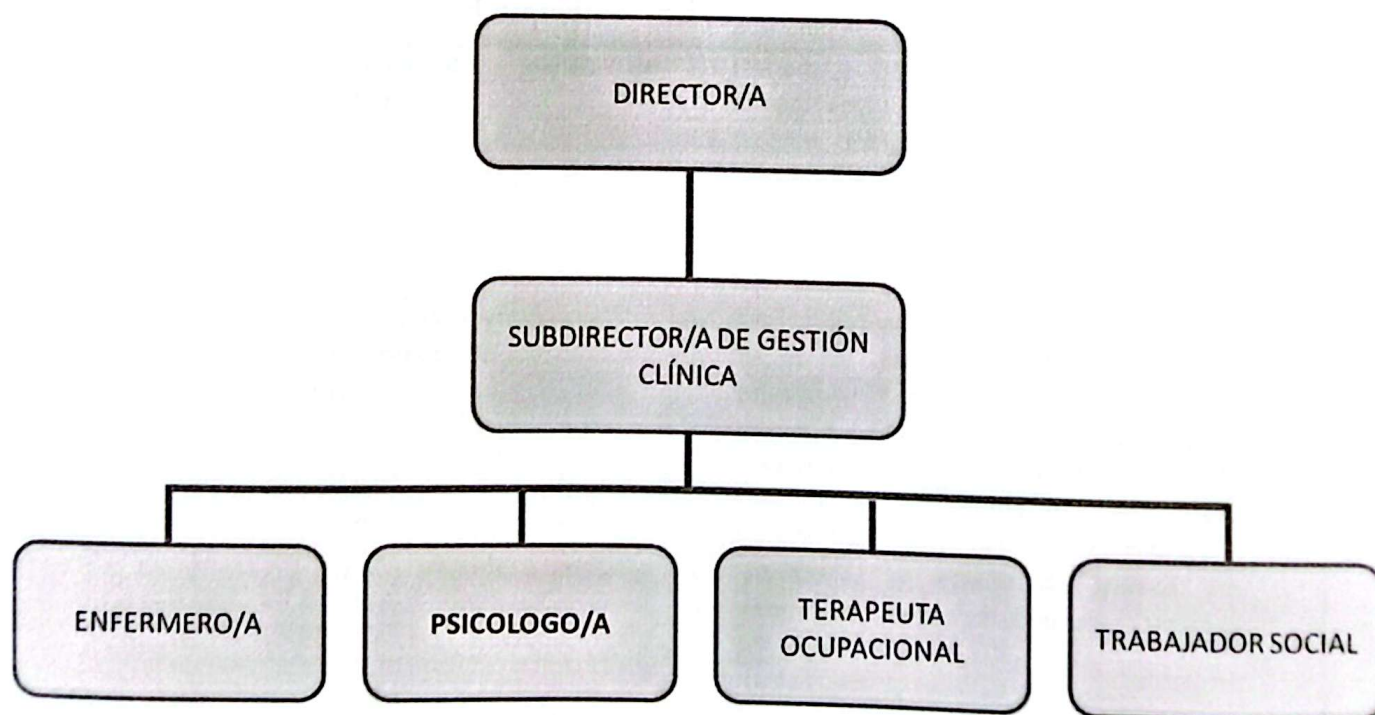 DIRECTOR/A
SUBDIRECTOR/A DE GESTIÓN
CLÍNICA
ENFERMERO/A
PSICOLOGO/A
TERAPEUTA
OCUPACIONAL
TRABAJADOR SOCIAL